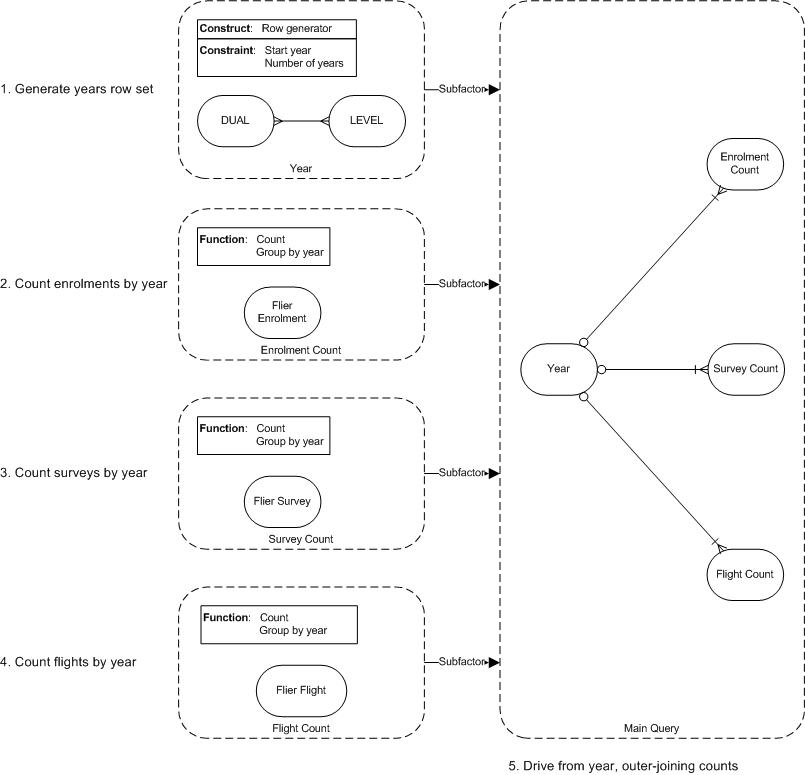 1. Generate years row set
Construct: Row generator
Constraint: Start year
Number of years
DUAL
LEVEL
Year
Subfactor
2. Count enrolments by year
Function: Count
Group by year
Flier
Enrolment
Enrolment Count
Subfactor
3. Count surveys by year
Function: Count
Group by year
Flier Survey
Survey Count
Subfactor
4. Count flights by year
Function: Count
Group by year
Flier Flight
Flight Count
Subfactor
Enrolment
Count
Year
Survey Count
Flight Count
Main Query
5. Drive from year, outer-joining counts